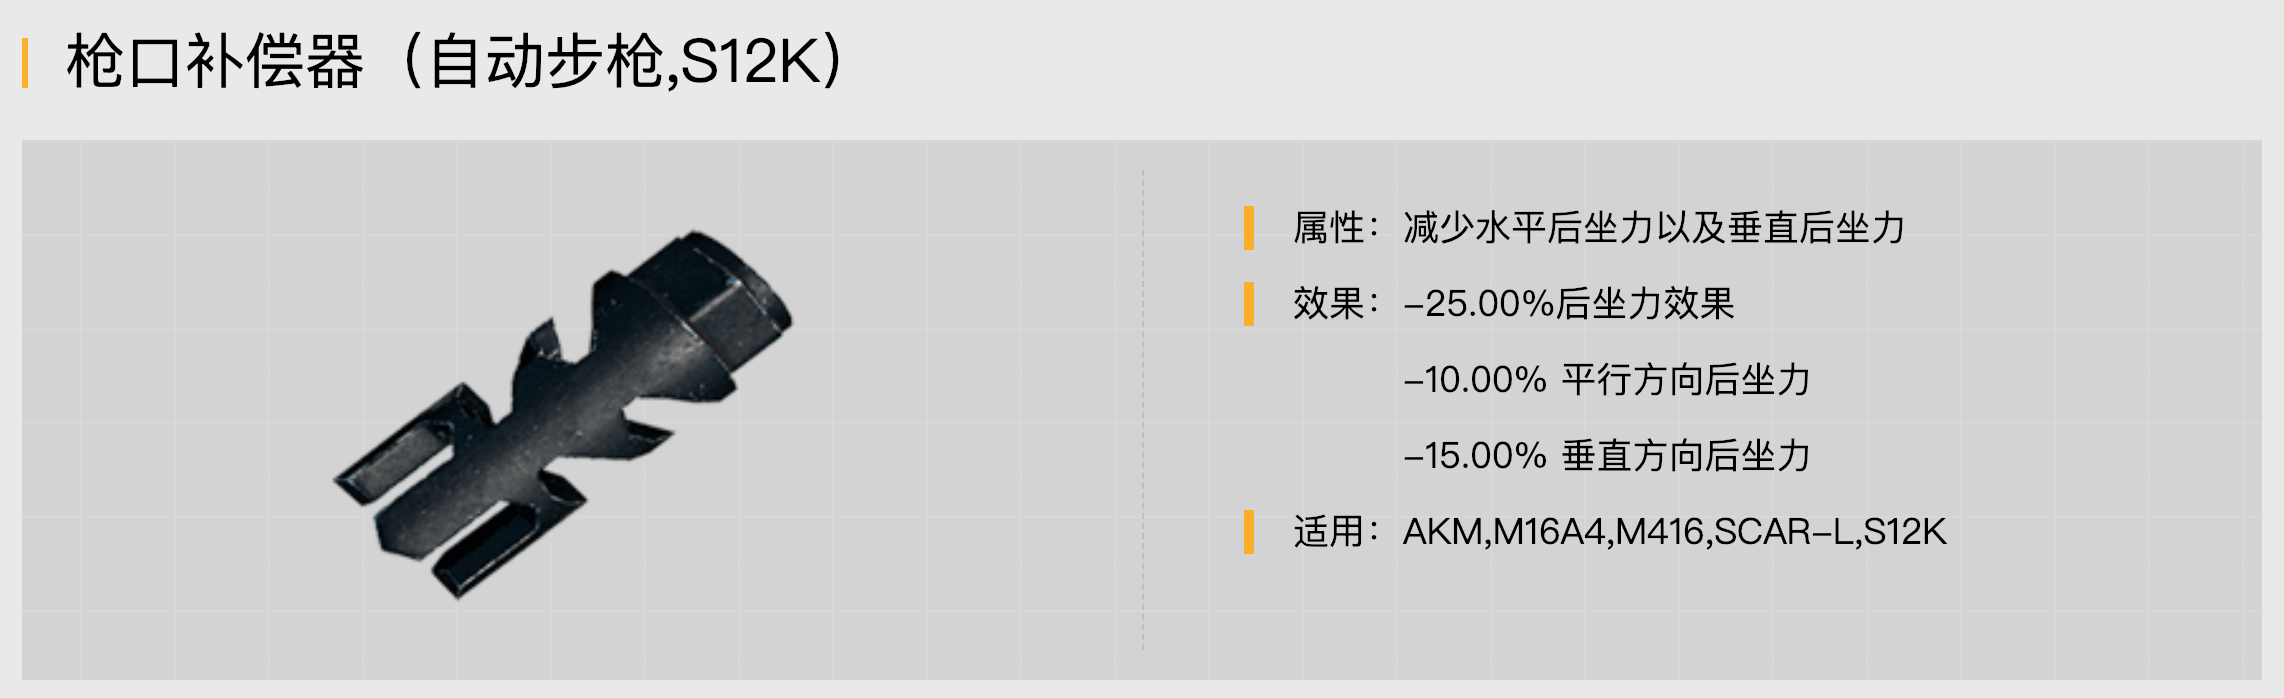 枪口补偿器（自动步枪,S12K）
属性：减少水平后坐力以及垂直后坐力
效果：-25.00%后坐力效果
-10.00% 平行方向后坐力
-15.00% 垂直方向后坐力
适用：AKM,M16A4,M416,SCAR-L,S12K